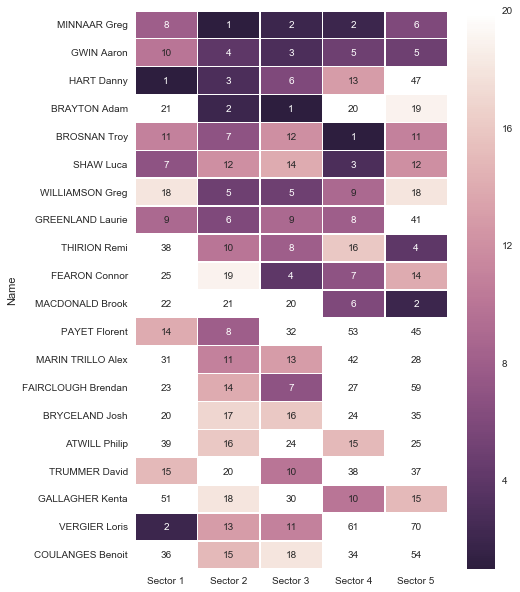 MINNAAR Greg 8 1 2 2 6
GWIN Aaron 10 4 3 5 5
HART Danny 1 3 6 13 47
BRAYTON Adam 21 2 1 20 19
BROSNAN Troy 11 7 12 1 11
SHAW Luca 7 12 14 3 12
WILLIAMSON Greg 18 5 5 9 18
GREENLAND Laurie 9 6 9 8 41
THIRION Remi 38 10 8 16 4
FEARON Connor 25 19 4 7 14
MACDONALD Brook 22 21 20 6 2
PAYET Florent 14 8 32 53 45
MARIN TRILLO Alex 31 11 13 42 28
FAIRCLOUGH Brendan 23 14 7 27 59
BRYCELAND Josh 20 17 16 24 35
ATWILL Philip 39 16 24 15 25
TRUMMER David 15 20 10 38 37
GALLAGHER Kenta 51 18 30 10 15
VERGIER Loris 2 13 11 61 70
COULANGES Benoit 36 15 18 34 54
Sector 1 Sector 2 Sector 3 Sector 4 Sector 5
Name
20
16
12
8
4